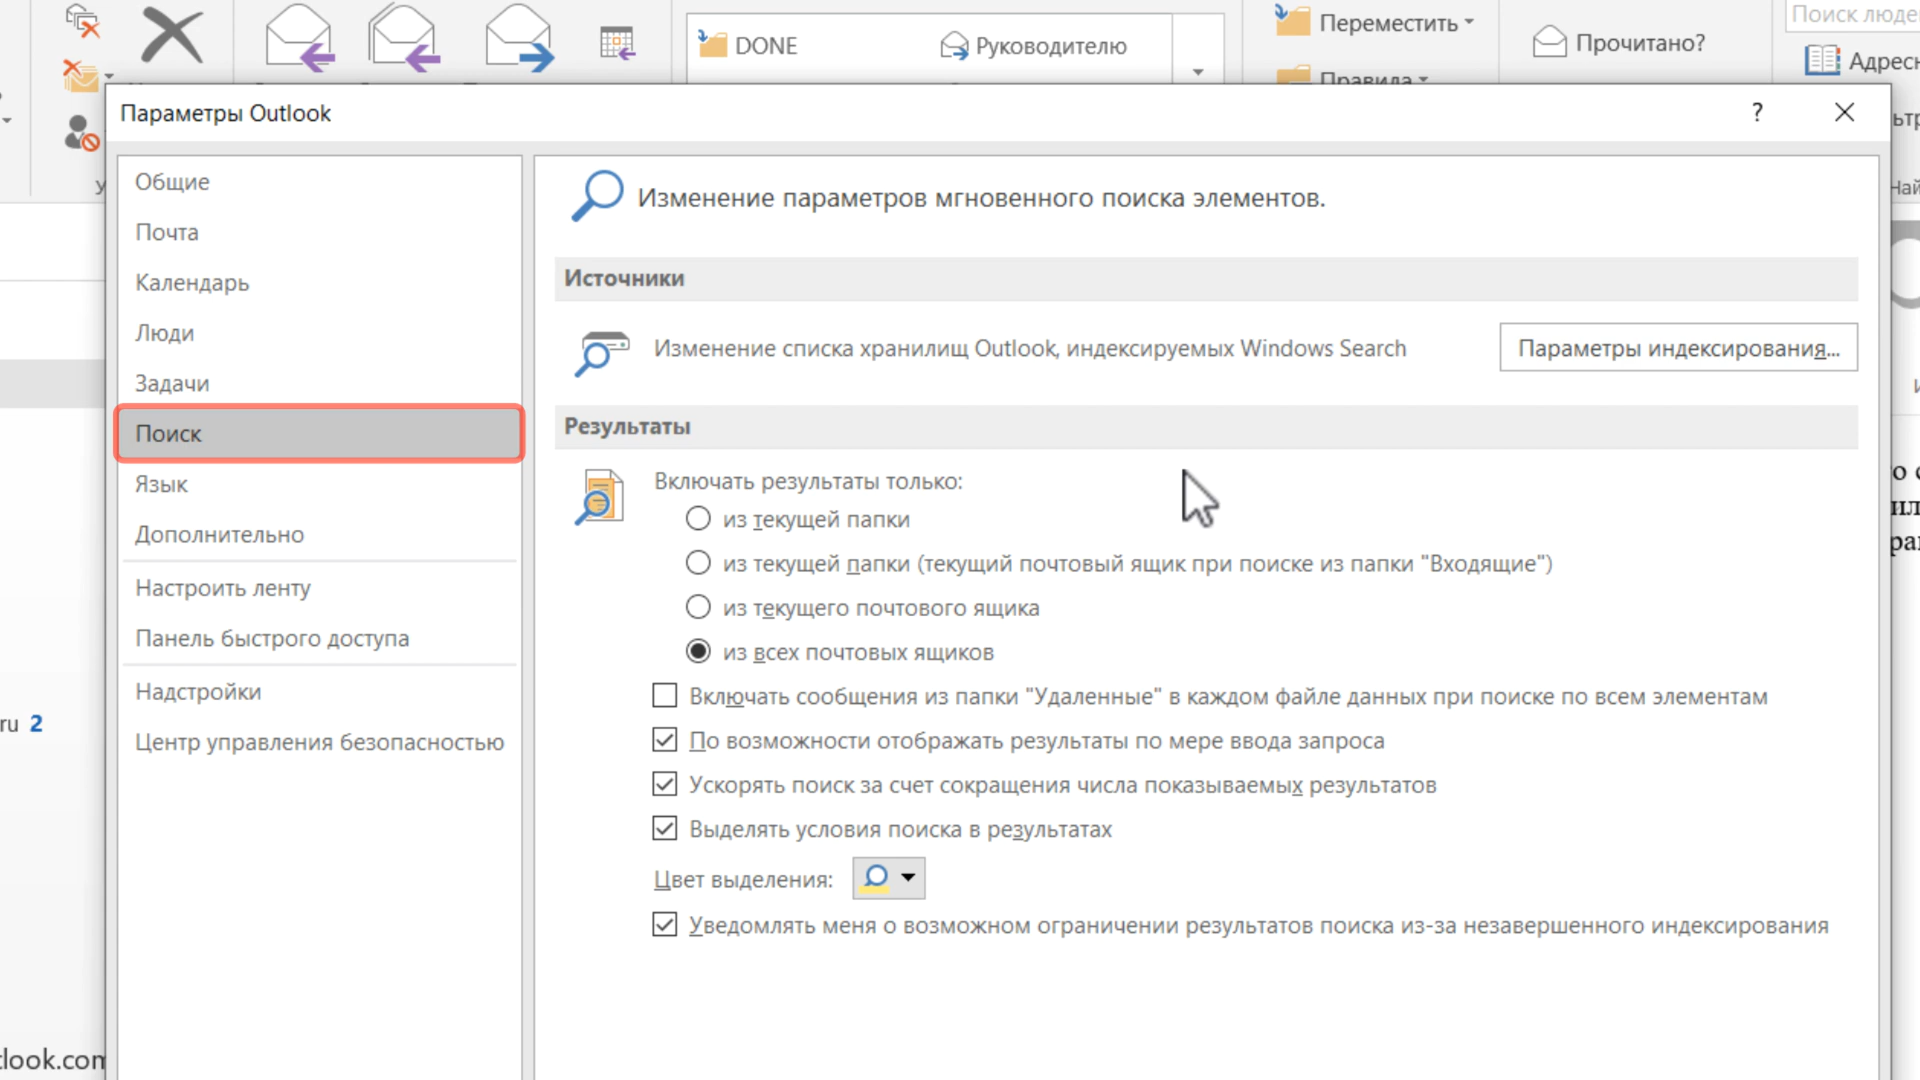 DONE
Руководителю
Переместить
Правила
Прочитано?
Поиск люде
Адресн
Параметры Outlook
?
Общие
Почта
Календарь
Люди
Задачи
Поиск
Язык
Дополнительно
Настроить ленту
Панель быстрого доступа
Надстройки
Центр управления безопасностью
Изменение параметров мгновенного поиска элементов.
Источники
Изменение списка хранилищ Outlook, индексируемых Windows Search
Параметры индексирования...
Результаты
Включать результаты только:
из текущей папки
из текущей папки (текущий почтовый ящик при поиске из папки "Входящие")
из текущего почтового ящика
из всех почтовых ящиков
Включать сообщения из папки "Удаленные" в каждом файле данных при поиске по всем элементам
По возможности отображать результаты по мере ввода запроса
Ускорять поиск за счет сокращения числа показываемых результатов
Выделять условия поиска в результатах
Цвет выделения:
Уведомлять меня о возможном ограничении результатов поиска из-за незавершенного индексирования
ru 2
tlook.com